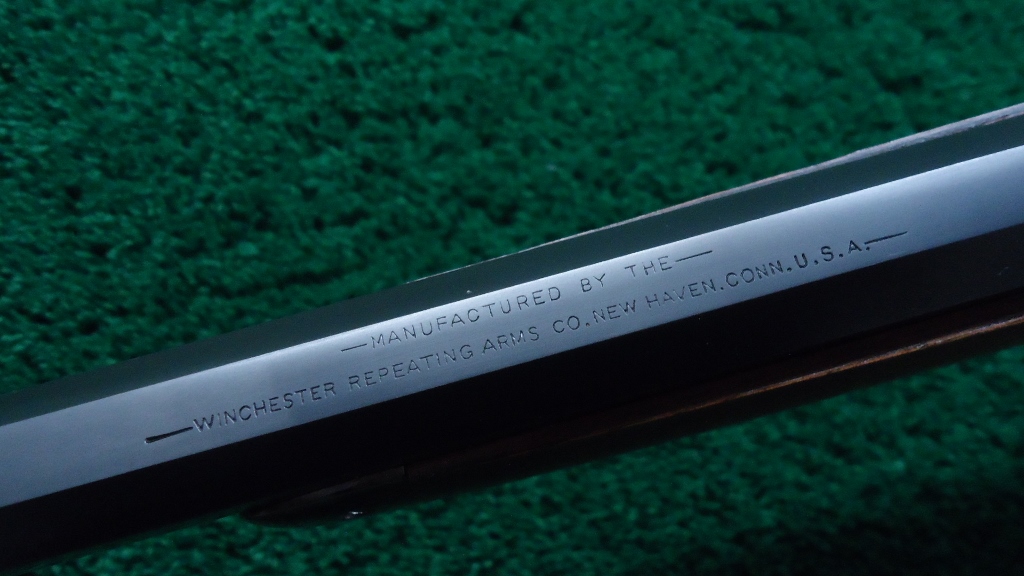 —MANUFACTURED BY THE—
—WINCHESTER REPEATING ARMS CO. NEW HAVEN. CONN. U.S.A.—